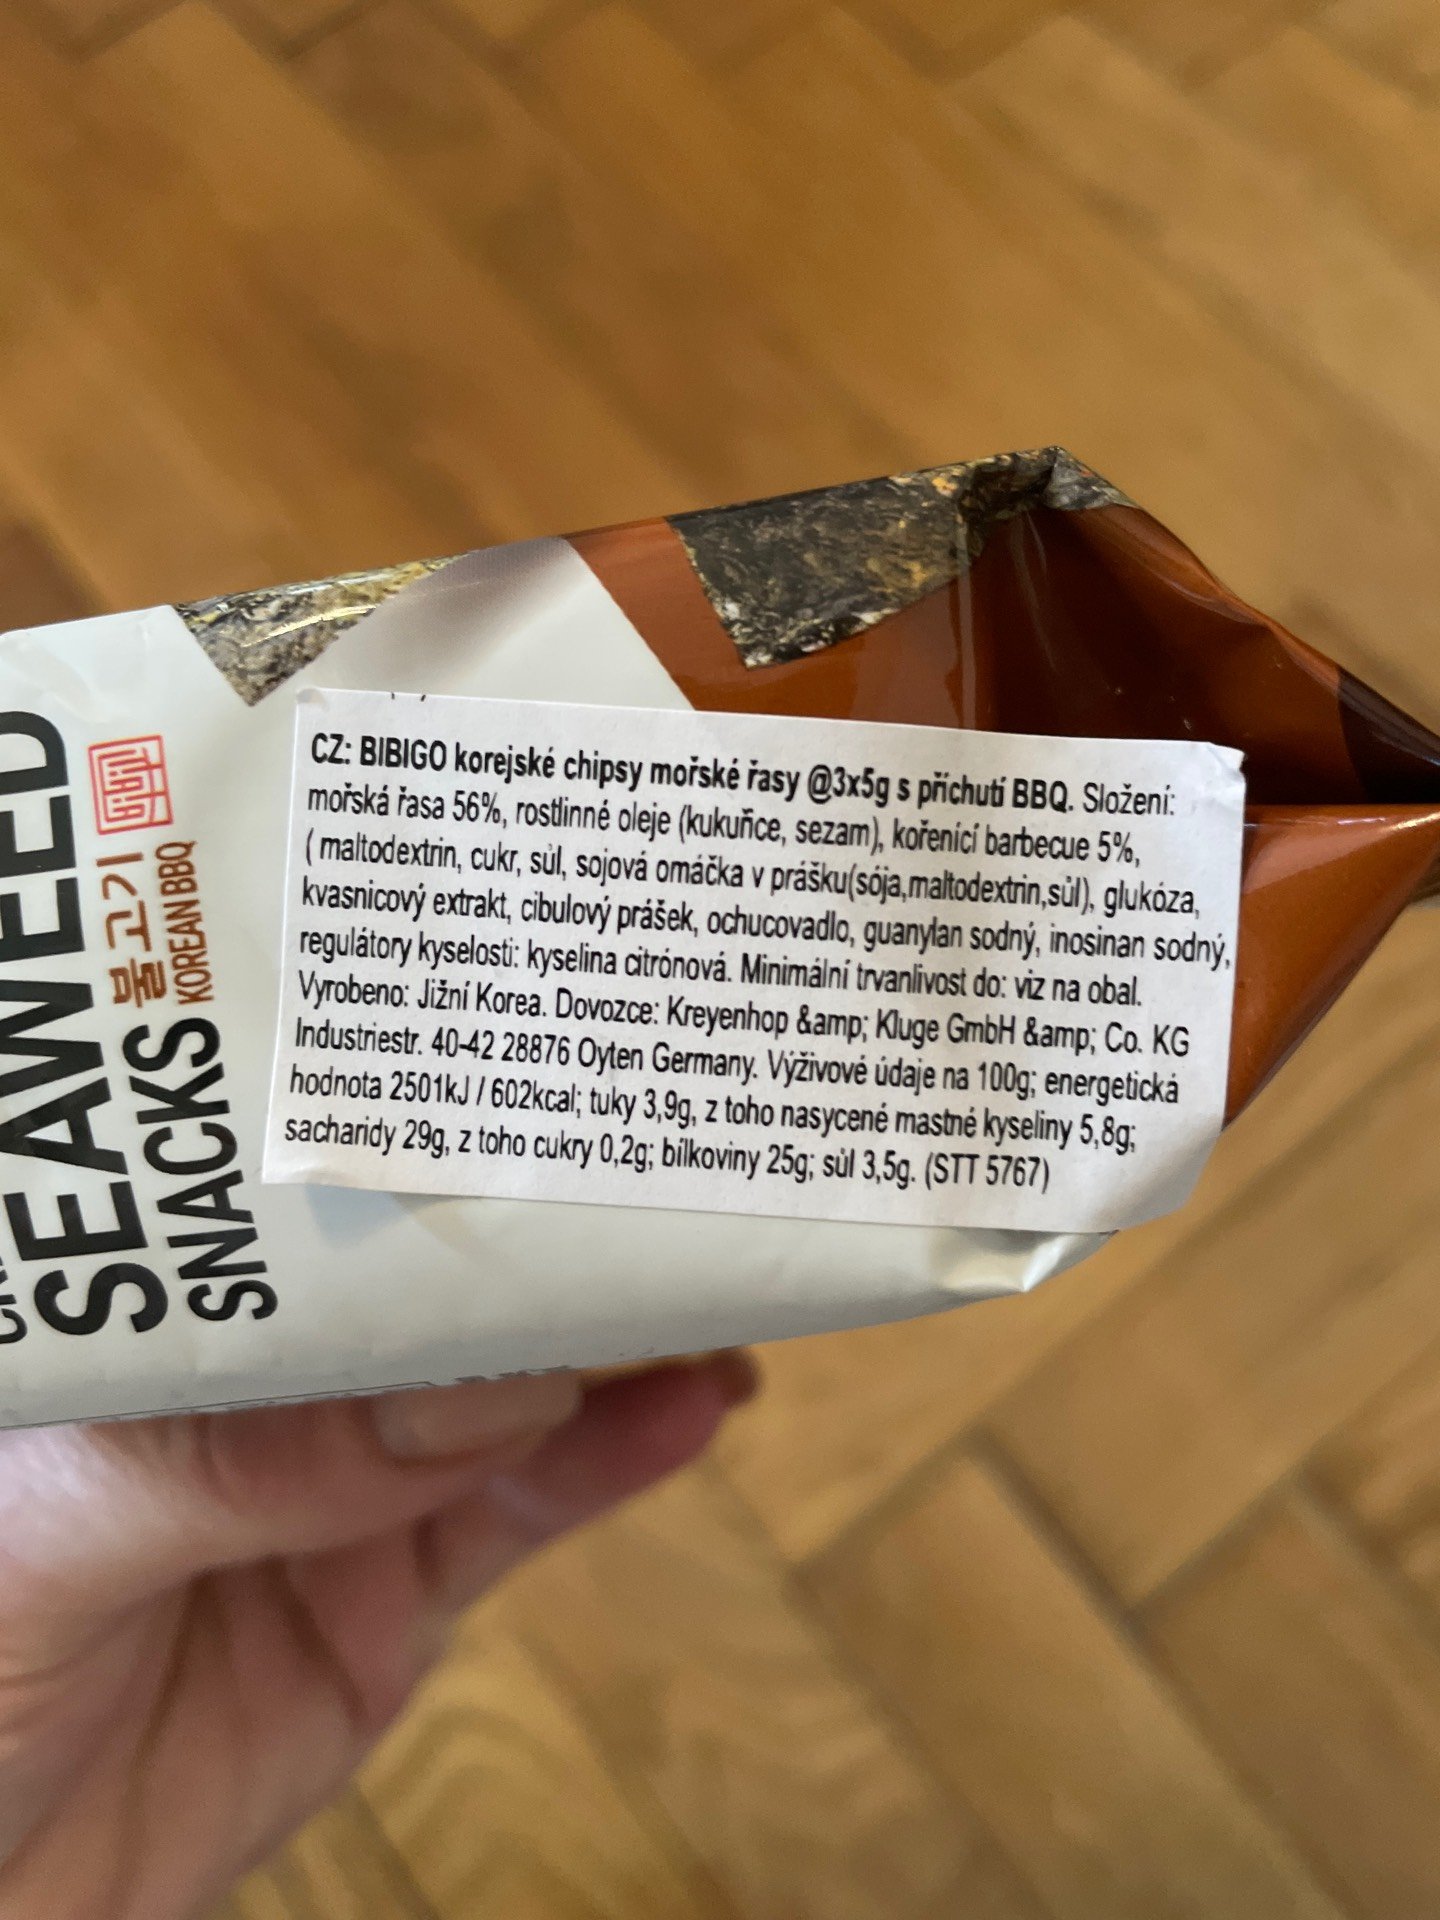 SEAWEED
SNACKS 불고기
KOREAN BBQ
CZ: BIBIGO korejské chipsy mořské řasy @3x5g s příchutí BBQ. Složení:
mořská řasa 56%, rostlinné oleje (kukuřice, sezam), kořenící barbecue 5%,
( maltodextrin, cukr, sůl, sojová omáčka v prášku(sója,maltodextrin,sůl), glukóza,
kvasnicový extrakt, cibulový prášek, ochucovadlo, guanylan sodný, inosinan sodný,
regulátory kyselosti: kyselina citrónová. Minimální trvanlivost do: viz na obal.
Vyrobeno: Jižní Korea. Dovozce: Kreyenhop &amp; Kluge GmbH &amp; Co. KG
Industriestr. 40-42 28876 Oyten Germany. Výživové údaje na 100g; energetická
hodnota 2501kJ / 602kcal; tuky 3,9g, z toho nasycené mastné kyseliny 5,8g;
sacharidy 29g, z toho cukry 0,2g; bílkoviny 25g; sůl 3,5g. (STT 5767)